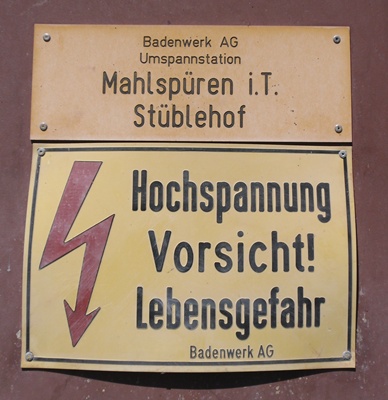 Badenwerk AG
Umspannstation
Mahlspüren i.T.
Stüblehof
Hochspannung
Vorsicht!
Lebensgefahr
Badenwerk AG